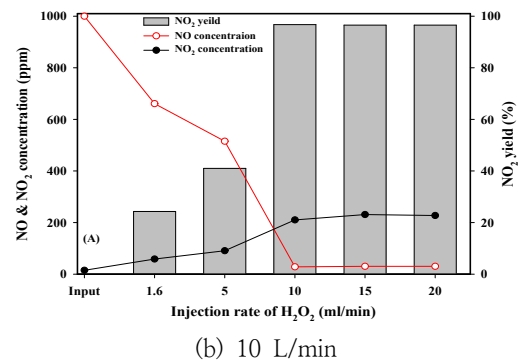 NO₂ yeild
NO concentraion
NO₂ concentration
NO & NO₂ concentration (ppm)
1000
800
600
400
200
0
100
80
60
40
20
0
NO₂ yield (%)
(A)
Input 1.6 5 10 15 20
Injection rate of H₂O₂ (ml/min)
(b) 10 L/min